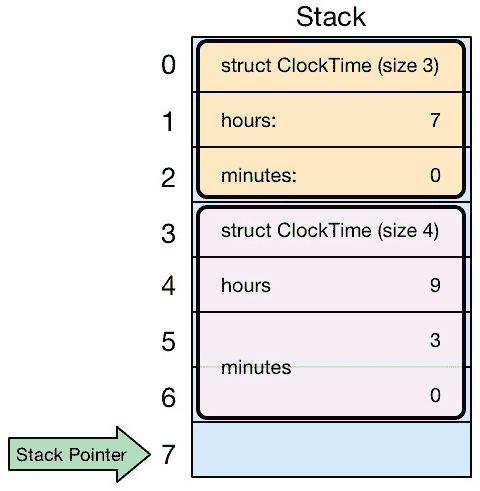 Stack
0 struct ClockTime (size 3)
1 hours: 7
2 minutes: 0
3 struct ClockTime (size 4)
4 hours 9
5 3
minutes
6 0
Stack Pointer 7